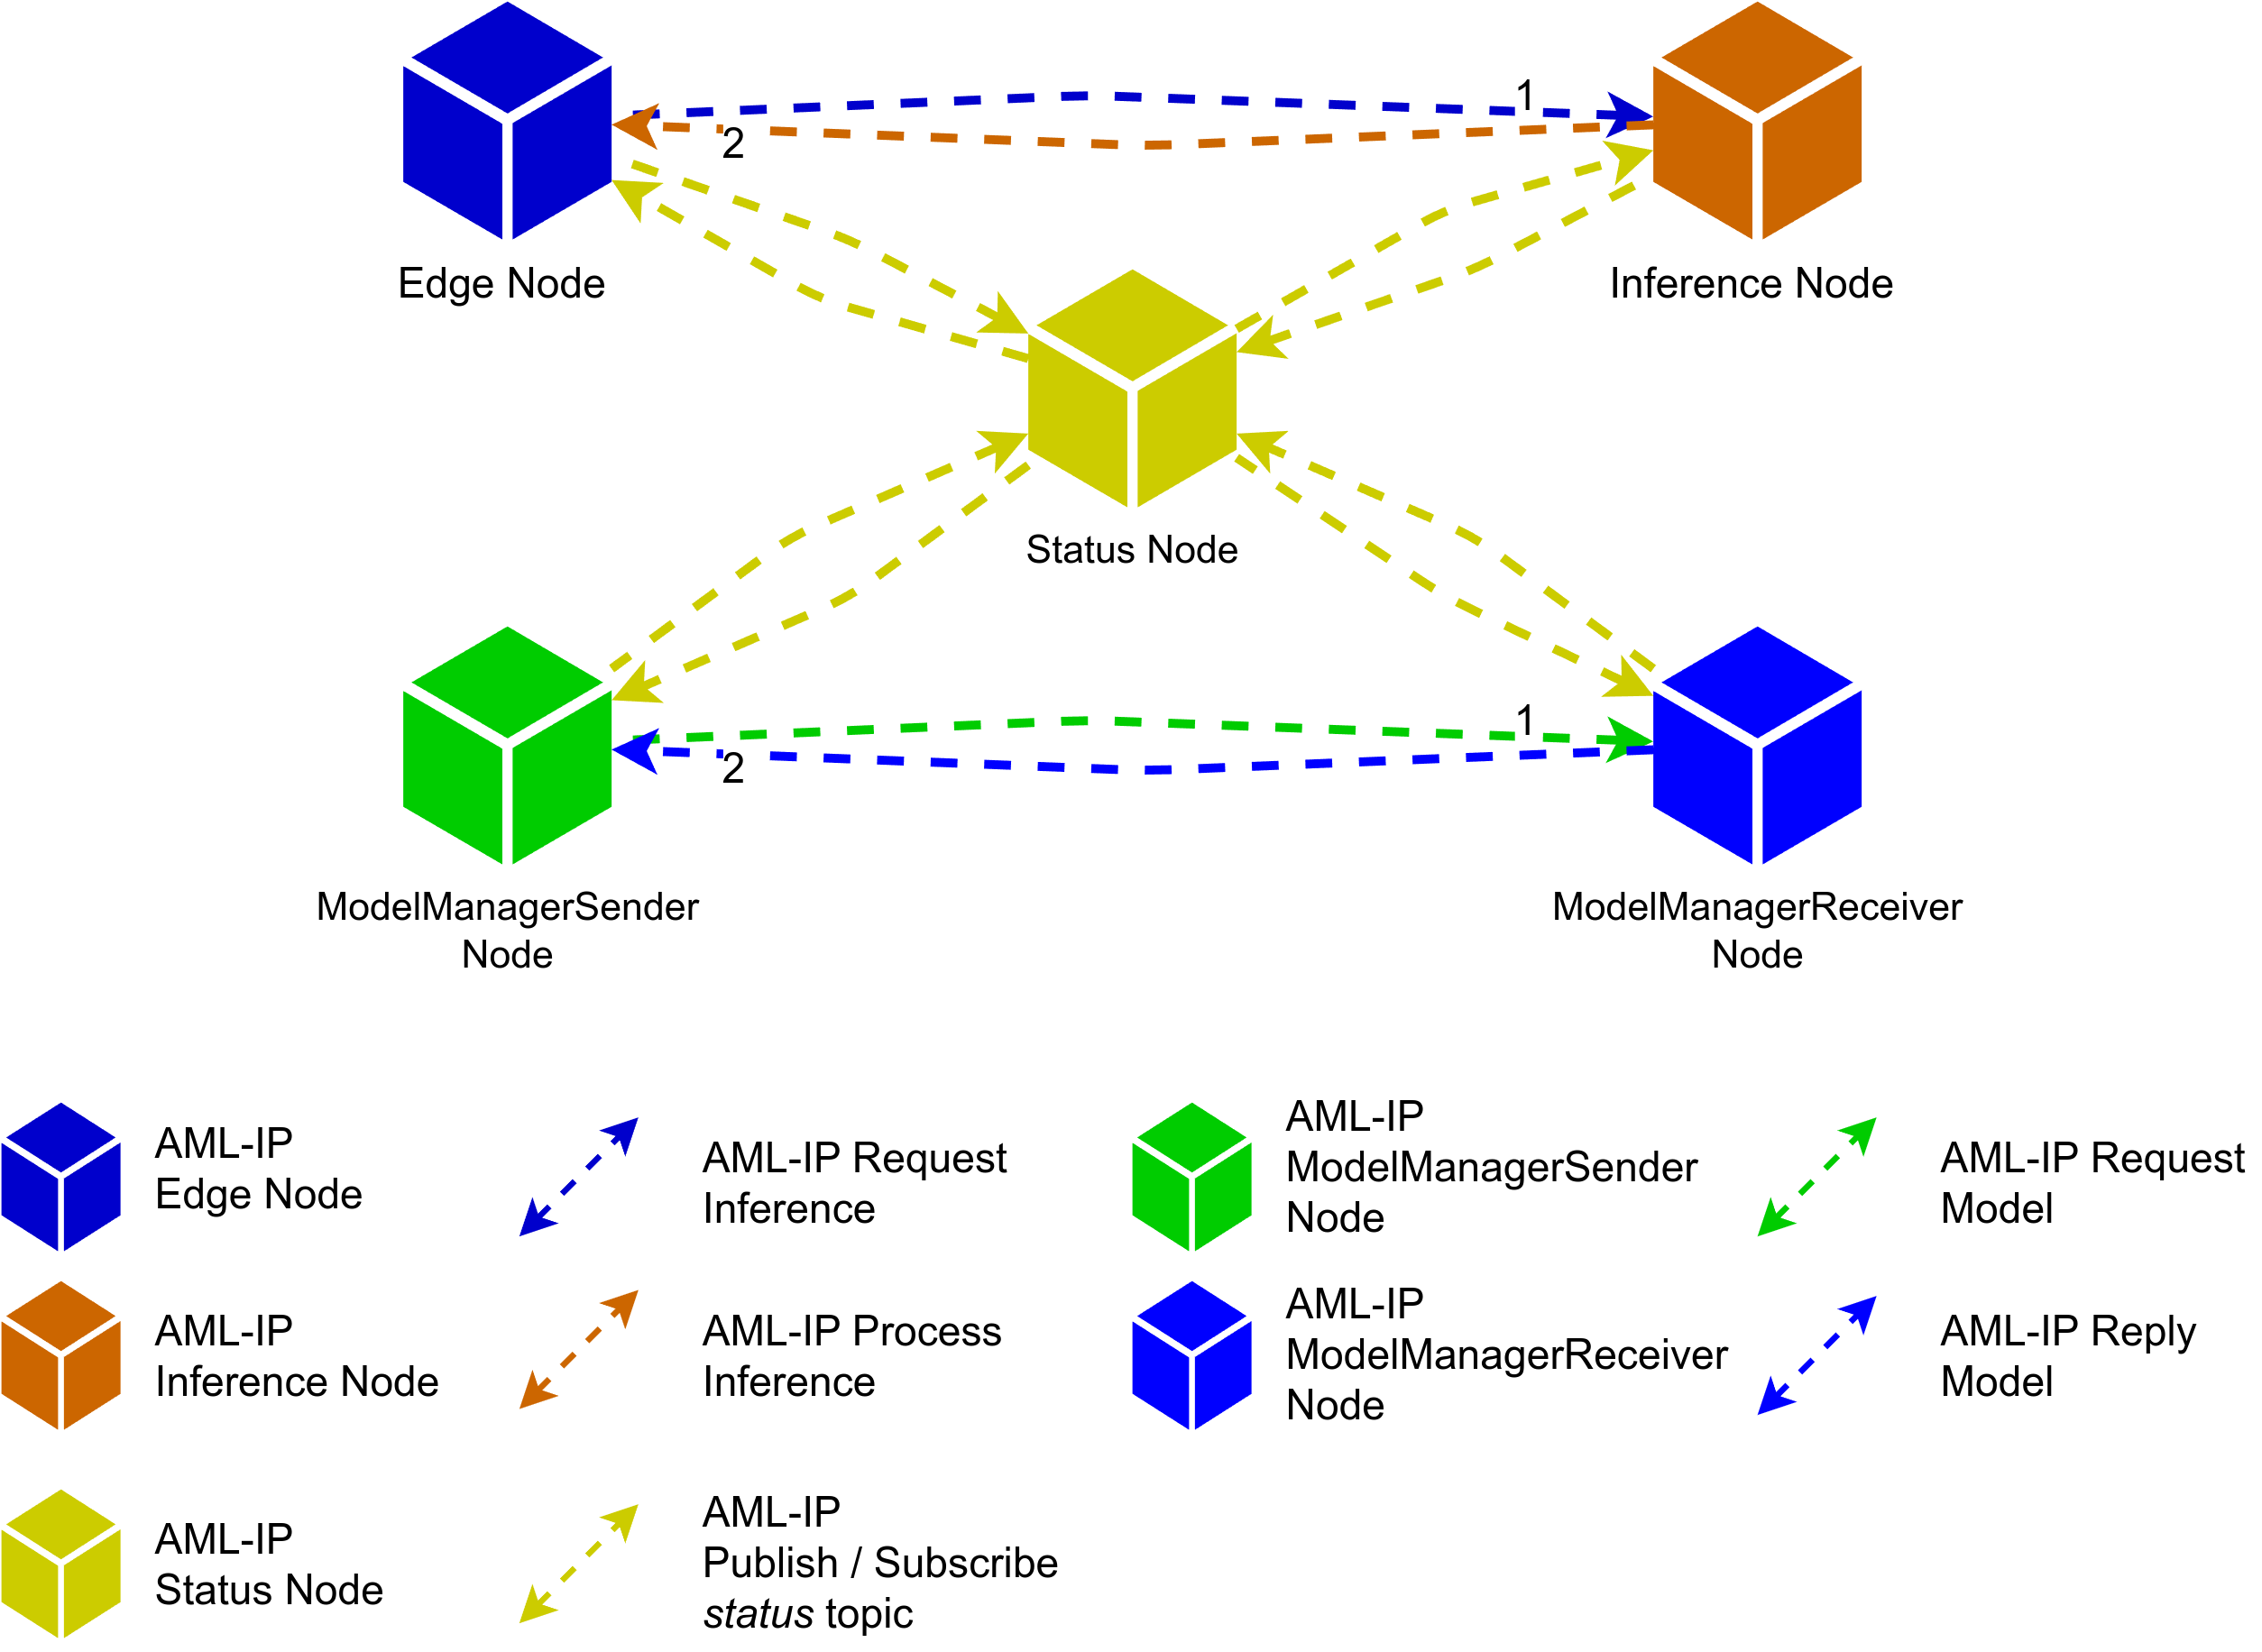 1
2
Edge Node
Inference Node
Status Node
1
2
ModelManagerSender
Node
ModelManagerReceiver
Node
AML-IP
Edge Node
AML-IP Request
Inference
AML-IP
ModelManagerSender
Node
AML-IP Request
Model
AML-IP
Inference Node
AML-IP Process
Inference
AML-IP
ModelManagerReceiver
Node
AML-IP Reply
Model
AML-IP
Status Node
AML-IP
Publish / Subscribe
status topic